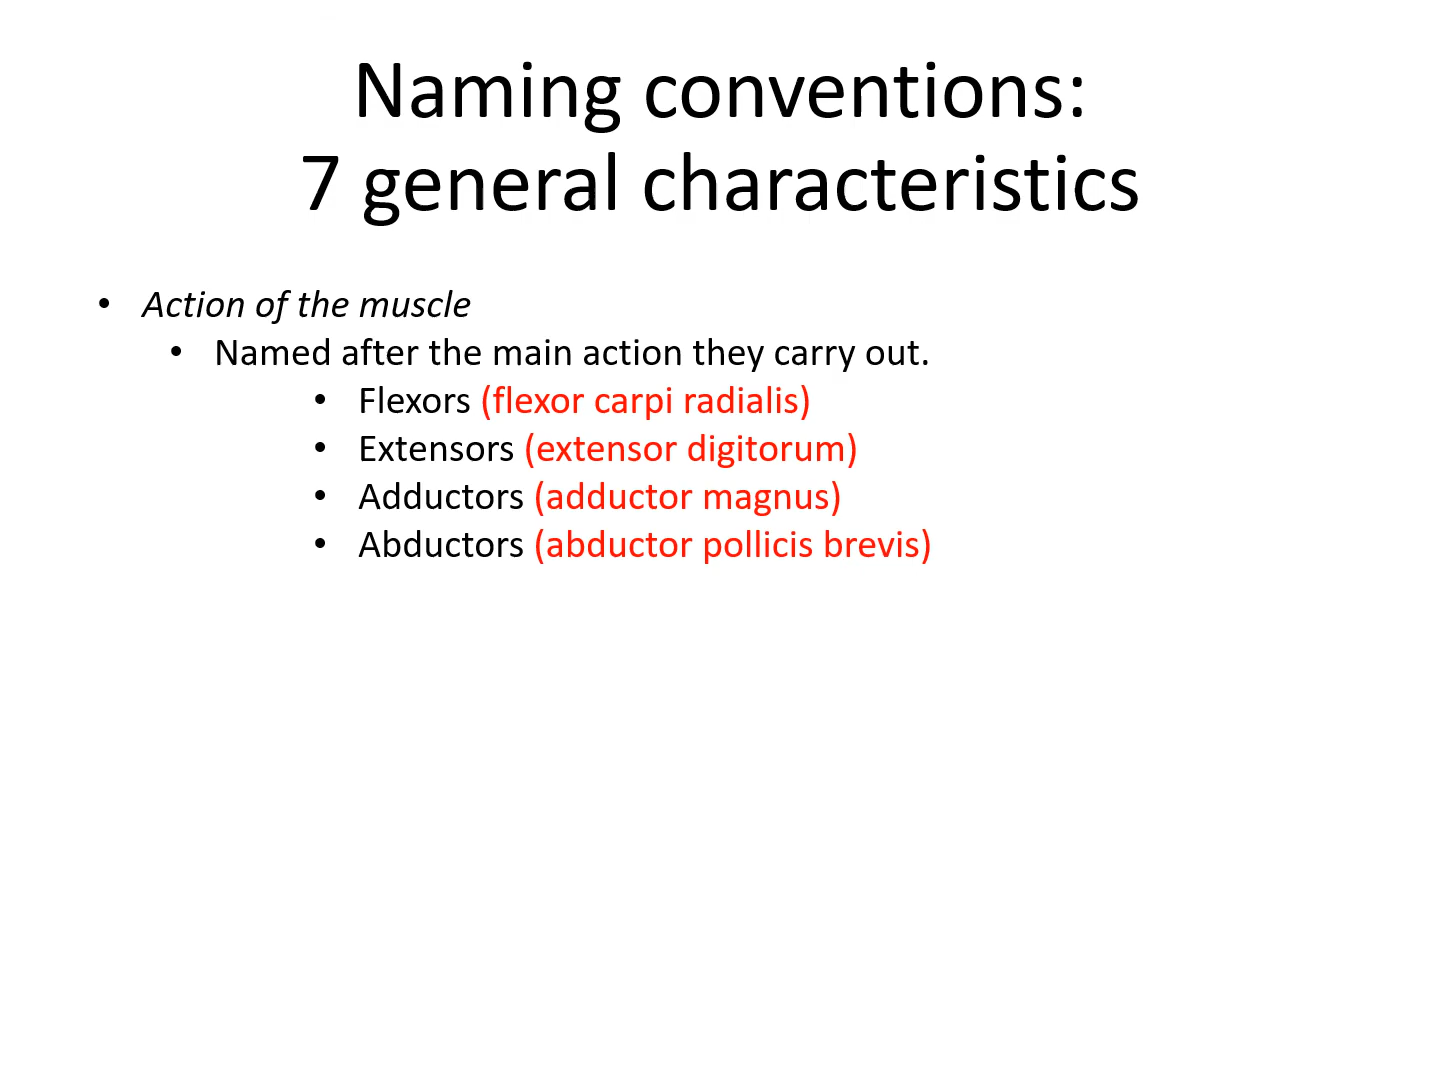 Naming conventions:
7 general characteristics
• Action of the muscle
• Named after the main action they carry out.
• Flexors (flexor carpi radialis)
• Extensors (extensor digitorum)
• Adductors (adductor magnus)
• Abductors (abductor pollicis brevis)